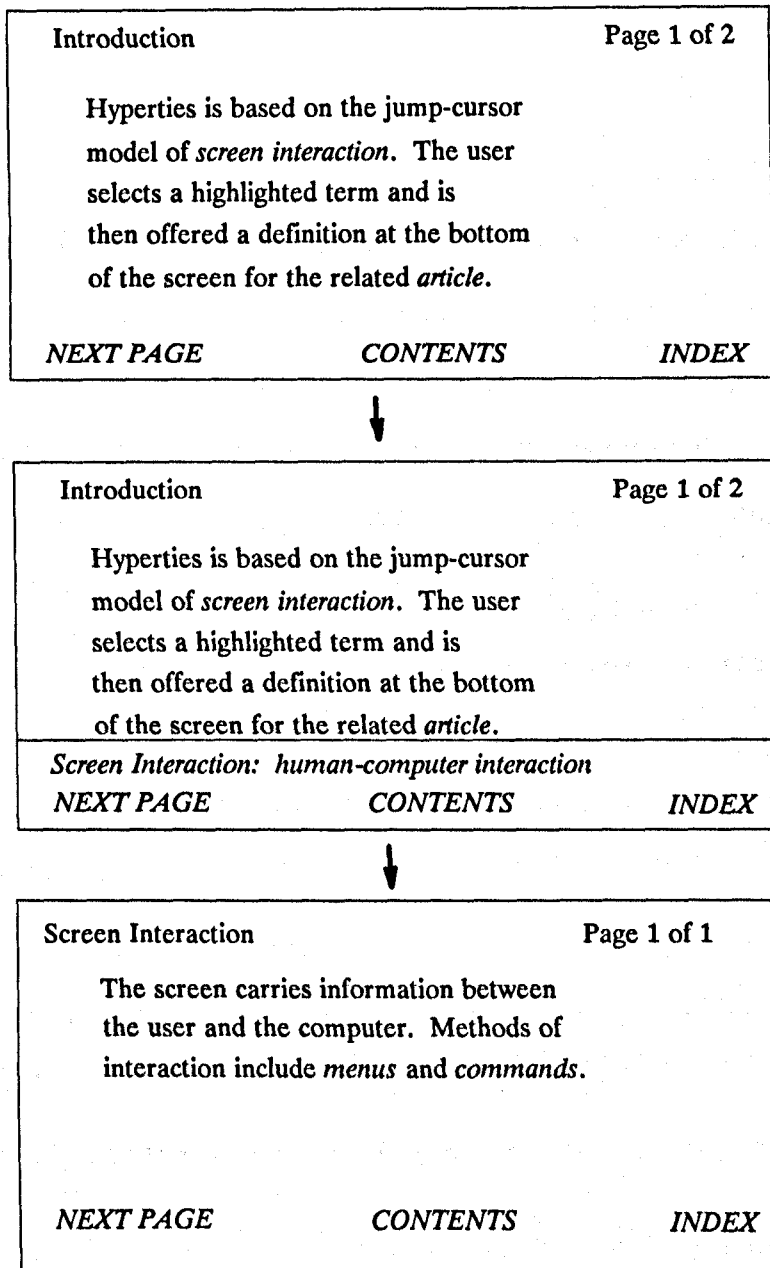 Introduction Page 1 of 2
Hyperties is based on the jump-cursor
model of screen interaction. The user
selects a highlighted term and is
then offered a definition at the bottom
of the screen for the related article.
NEXT PAGE CONTENTS INDEX
Introduction Page 1 of 2
Hyperties is based on the jump-cursor
model of screen interaction. The user
selects a highlighted term and is
then offered a definition at the bottom
of the screen for the related article.
Screen Interaction: human-computer interaction
NEXT PAGE CONTENTS INDEX
Screen Interaction Page 1 of 1
The screen carries information between
the user and the computer. Methods of
interaction include menus and commands.
NEXT PAGE CONTENTS INDEX